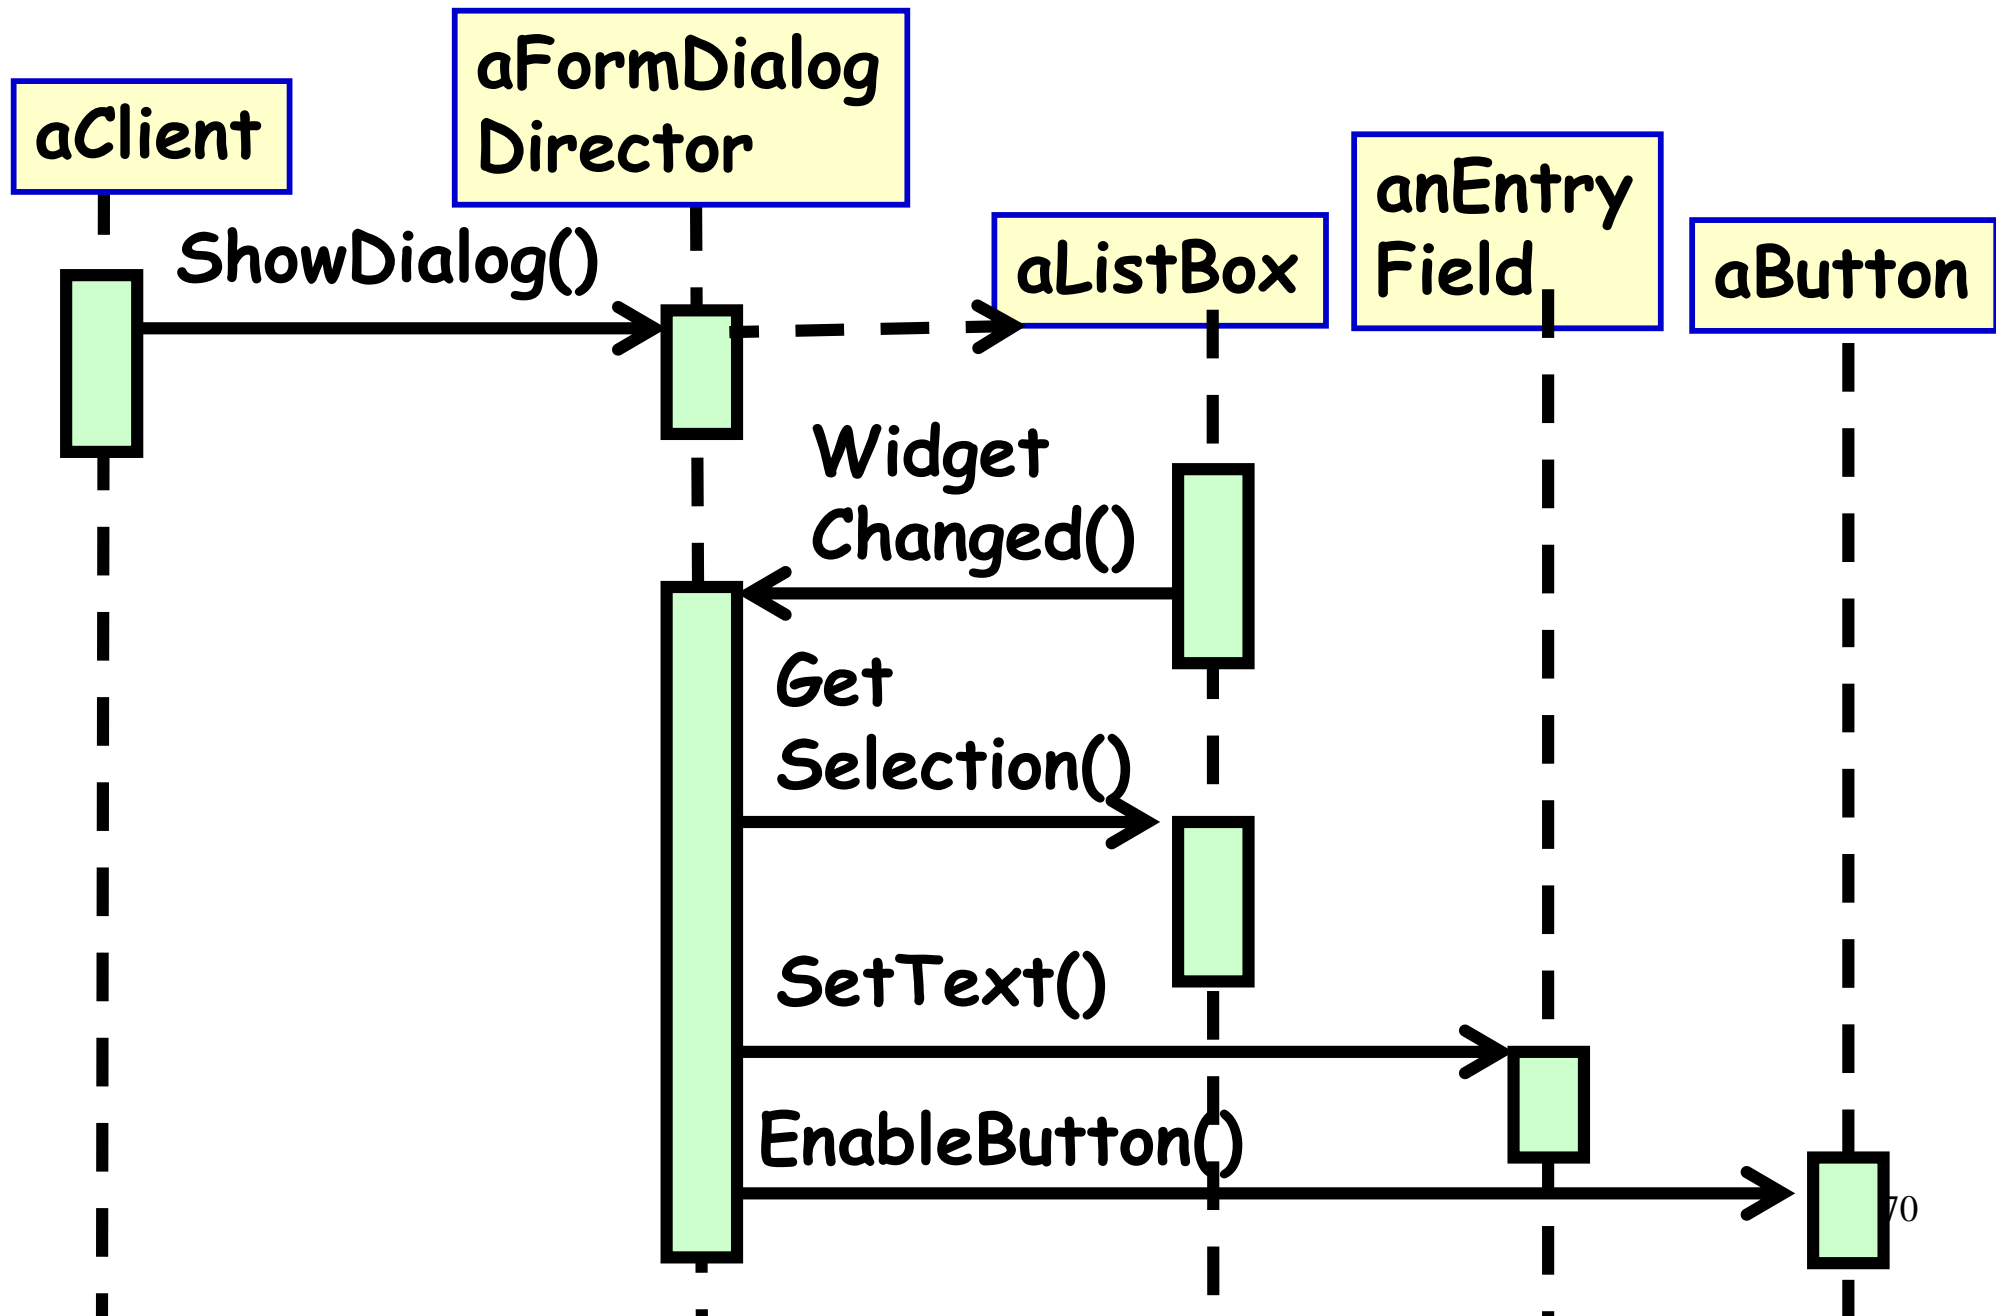 aFormDialog
Director
aClient
anEntry
Field
aListBox
aButton
ShowDialog()
Widget
Changed()
Get
Selection()
SetText()
EnableButton()
70